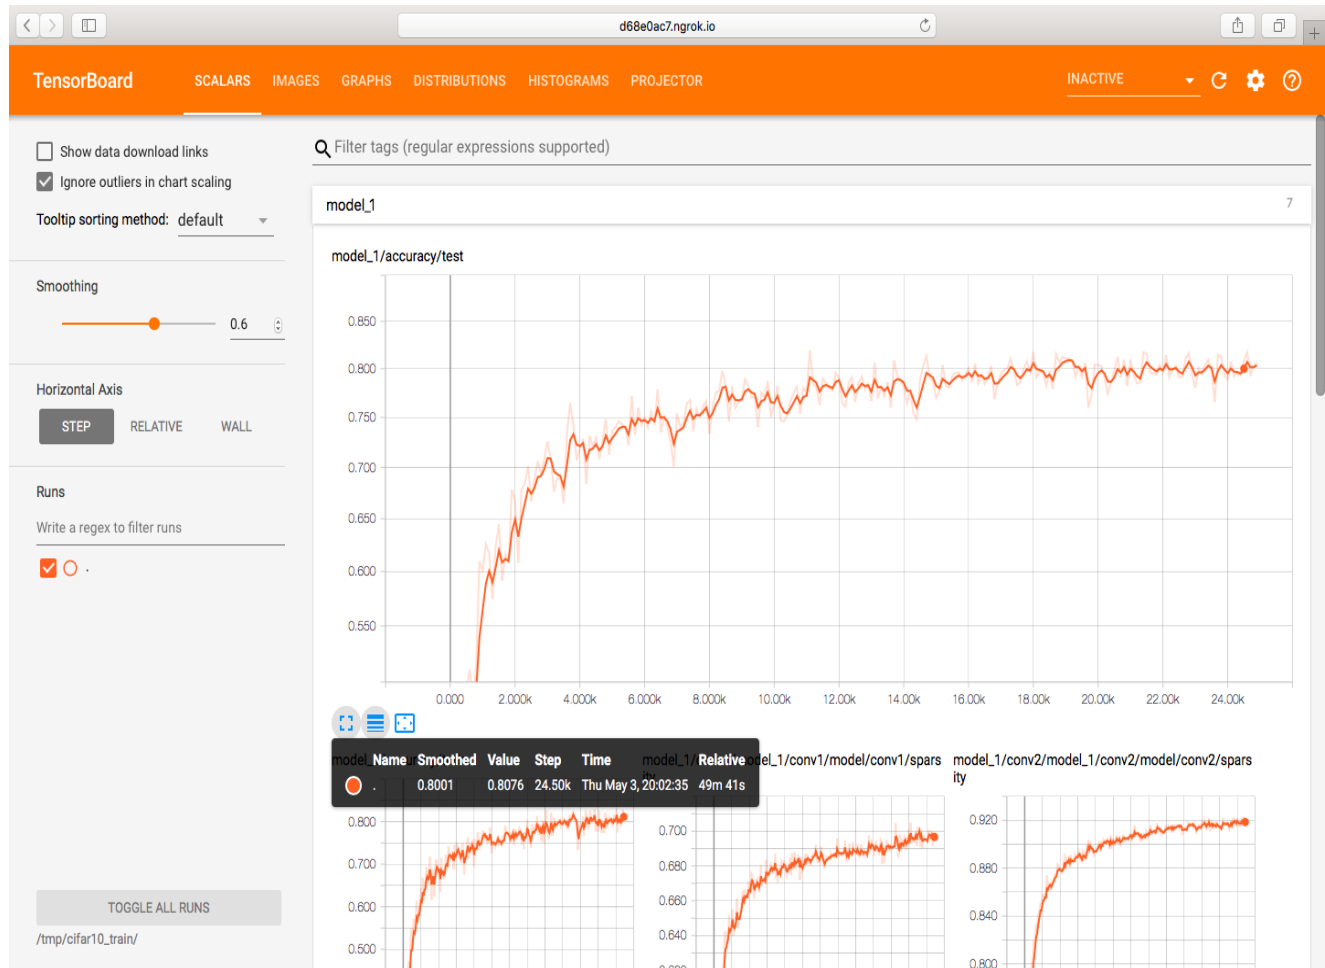 d68e0ac7.ngrok.io
TensorBoard SCALARS IMAGES GRAPHS DISTRIBUTIONS HISTOGRAMS PROJECTOR INACTIVE
Show data download links
Ignore outliers in chart scaling
Tooltip sorting method: default
Smoothing
0.6
Horizontal Axis
STEP RELATIVE WALL
Runs
Write a regex to filter runs
.
TOGGLE ALL RUNS
/tmp/cifar10_train/
Filter tags (regular expressions supported)
model_1 7
model_1/accuracy/test
0.850
0.800
0.750
0.700
0.650
0.600
0.550
0.000 2.000k 4.000k 6.000k 8.000k 10.00k 12.00k 14.00k 16.00k 18.00k 20.00k 22.00k 24.00k
Name Smoothed Value Step Time Relative
. 0.8001 0.8076 24.50k Thu May 3, 20:02:35 49m 41s
0.800
0.700
0.600
0.500
del_1/conv1/model/conv1/spars
ity
0.700
0.680
0.660
0.640
model_1/conv2/model_1/conv2/model/conv2/spars
ity
0.920
0.880
0.840
0.800